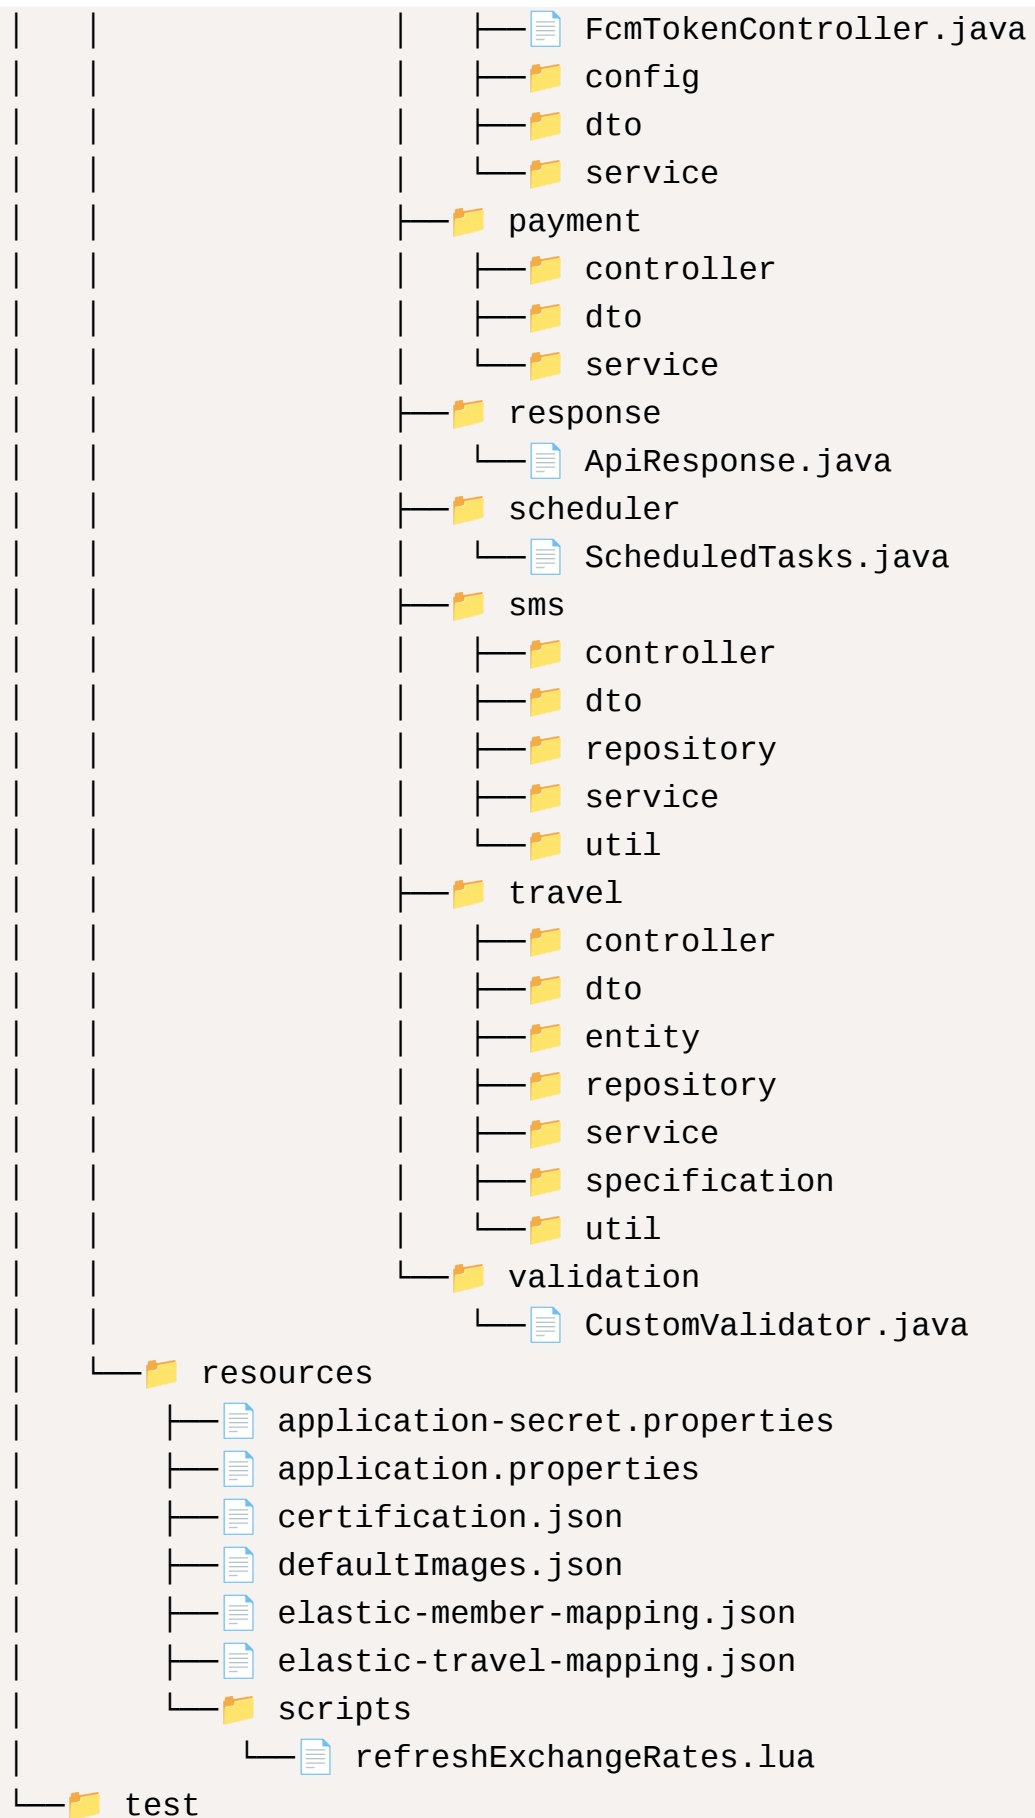 FcmTokenController.java
config
dto
service
payment
controller
dto
service
response
ApiResponse.java
scheduler
ScheduledTasks.java
sms
controller
dto
repository
service
util
travel
controller
dto
entity
repository
service
specification
util
validation
CustomValidator.java
resources
application-secret.properties
application.properties
certification.json
defaultImages.json
elastic-member-mapping.json
elastic-travel-mapping.json
scripts
refreshExchangeRates.lua
test